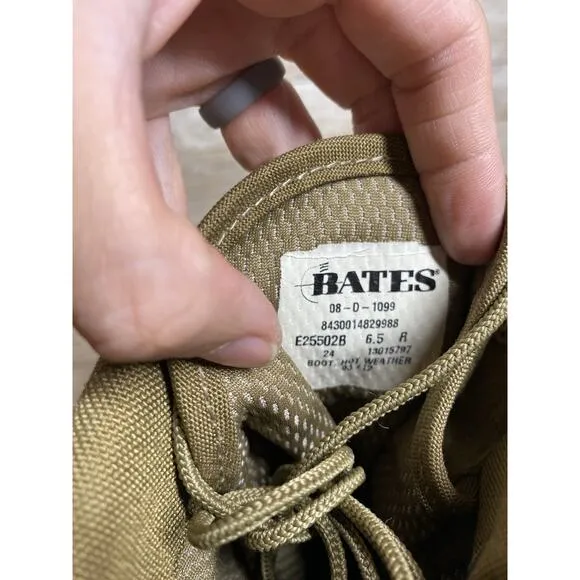 BATES®
08-D-1099
8430014829988
E25502B 6.5 R
24 13015797
BOOT, HOT WEATHER